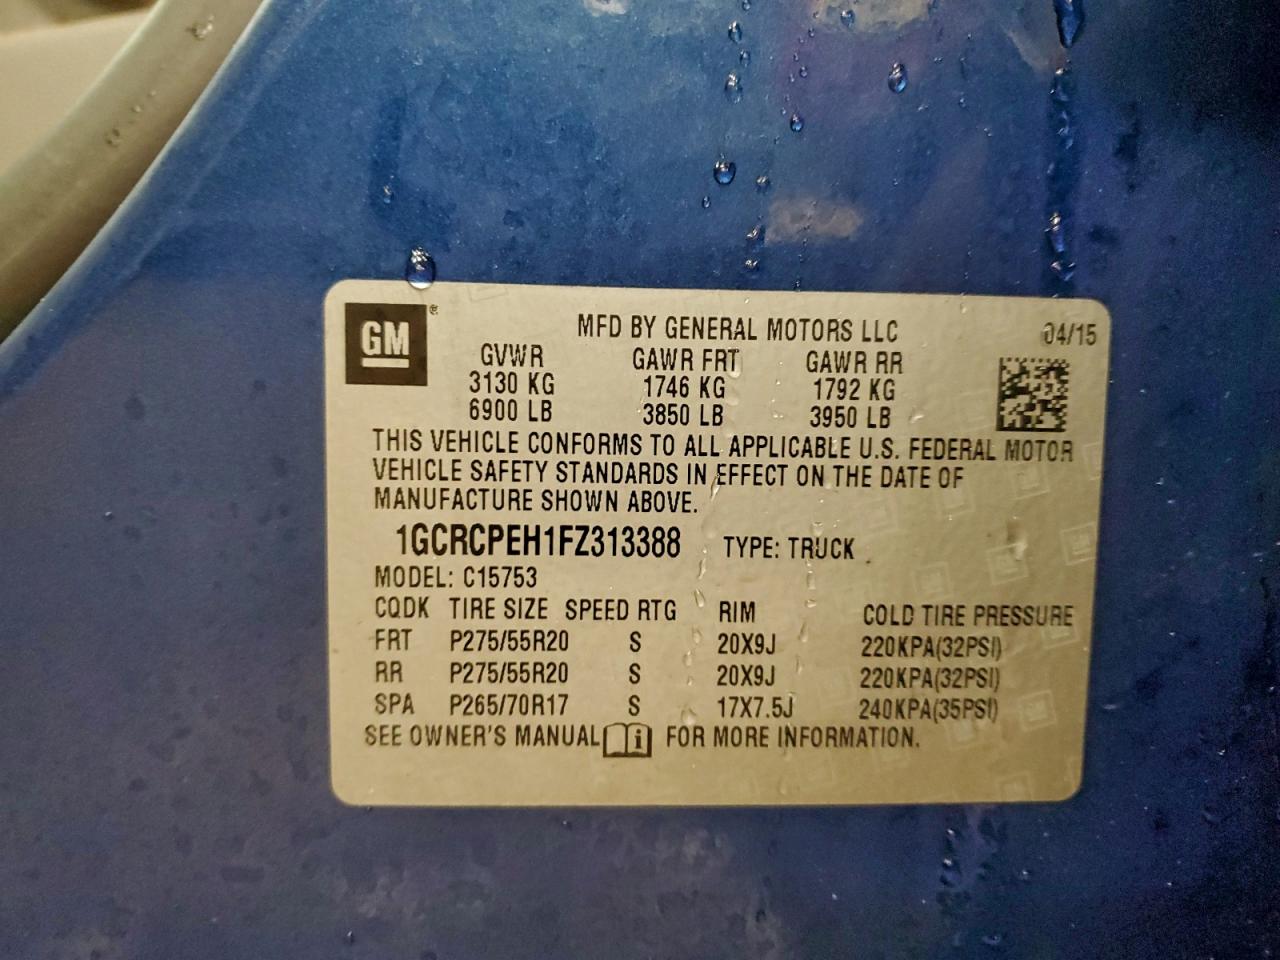 GM®
MFD BY GENERAL MOTORS LLC 04/15
GVWR GAWR FRT GAWR RR
3130 KG 1746 KG 1792 KG
6900 LB 3850 LB 3950 LB
THIS VEHICLE CONFORMS TO ALL APPLICABLE U.S. FEDERAL MOTOR
VEHICLE SAFETY STANDARDS IN EFFECT ON THE DATE OF
MANUFACTURE SHOWN ABOVE.
1GCRCPEH1FZ313388 TYPE: TRUCK
MODEL: C15753
CQDK TIRE SIZE SPEED RTG RIM COLD TIRE PRESSURE
FRT P275/55R20 S 20X9J 220KPA(32PSI)
RR P275/55R20 S 20X9J 220KPA(32PSI)
SPA P265/70R17 S 17X7.5J 240KPA(35PSI)
SEE OWNER'S MANUAL i FOR MORE INFORMATION.